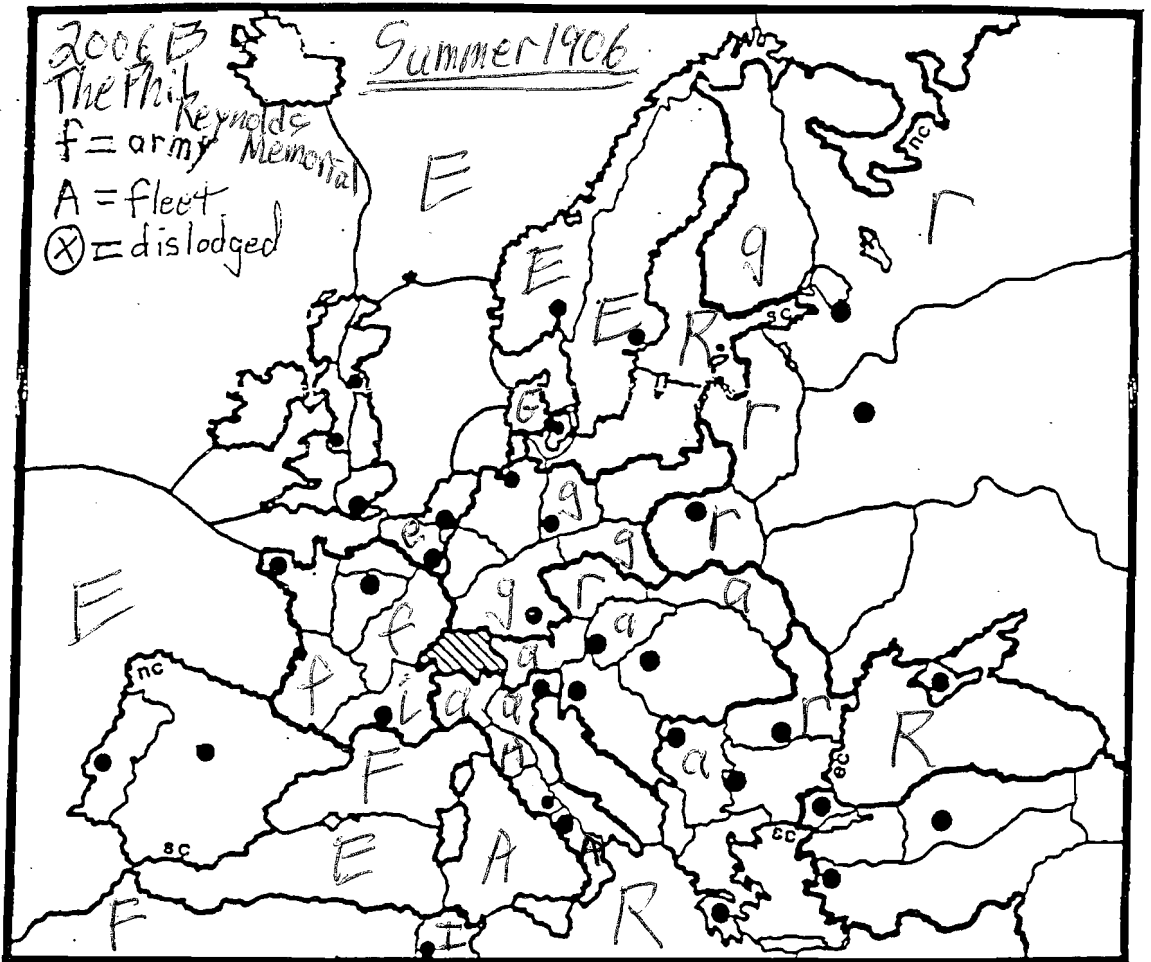 2006B
The Phil
Reynolds
Memorial
f = army
A = fleet
Ⓧ = dislodged
Summer 1906
nc
E
r
E
g
E
R
sc
G
r
e
g
g
r
E
g
r
a
a
f
a
nc
f
i
a
a
r
R
F
A
a
ec
sc
E
A
A
sc
F
I
R